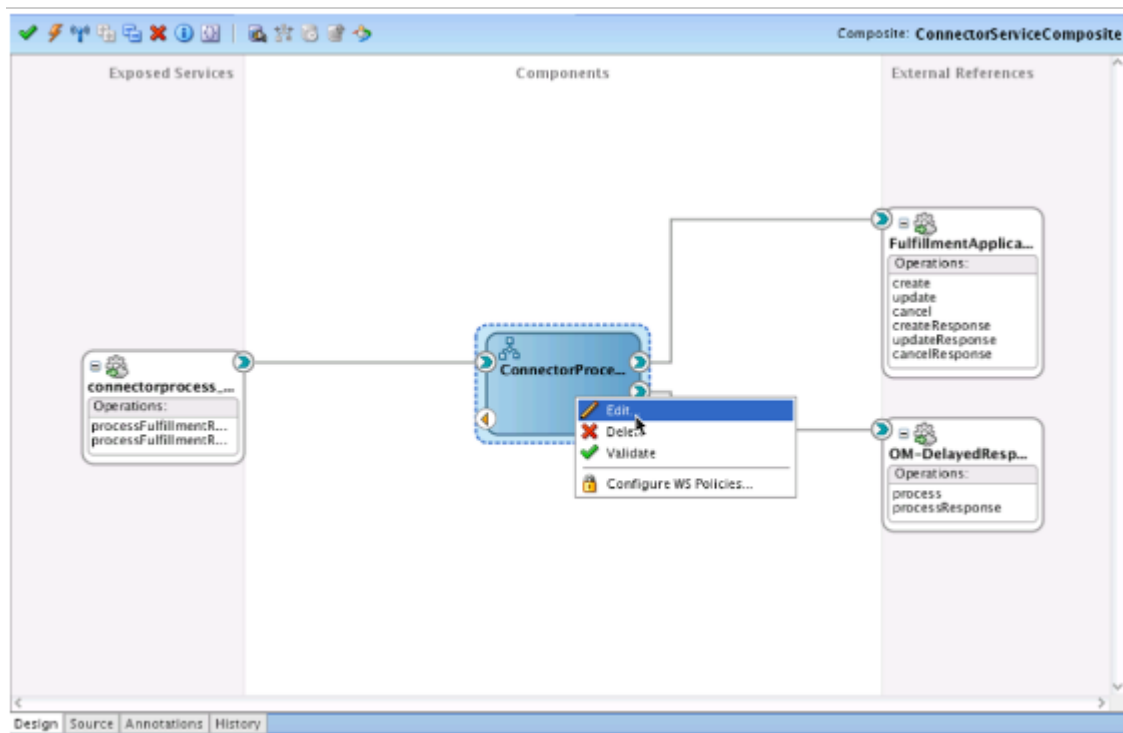 Composite: ConnectorServiceComposite
Exposed Services
Components
External References
FulfillmentApplica...
Operations:
create
update
cancel
createResponse
updateResponse
cancelResponse
ConnectorProce...
connectorprocess_...
Operations:
processFulfillmentR...
processFulfillmentR...
Edit...
Validate
Configure WS Policies...
OM-DelayedResp...
Operations:
process
processResponse
Design
Source
Annotations
History